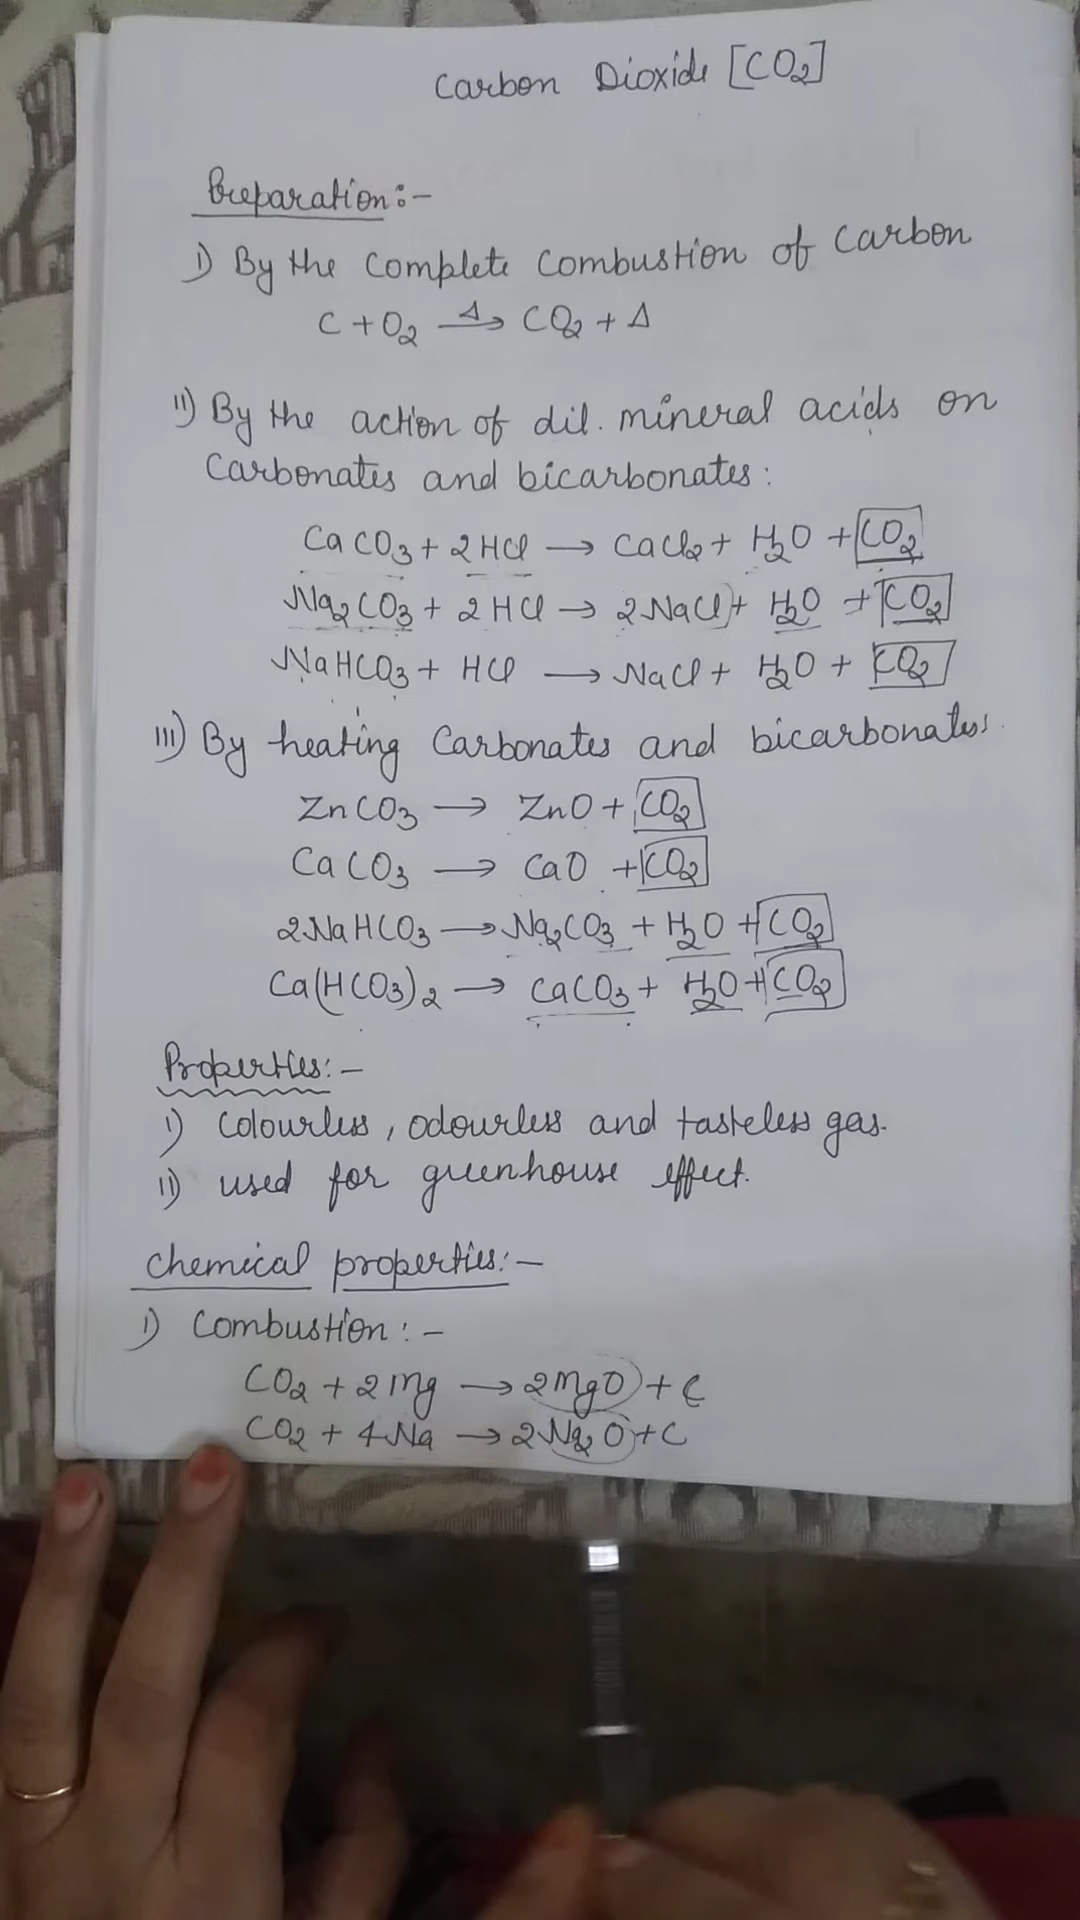 Carbon Dioxide [CO2]
Preparation:-
i) By the Complete Combustion of Carbon
C + O2 —Δ→ CO2 + Δ
ii) By the action of dil. mineral acids on
Carbonates and bicarbonates:
CaCO3 + 2HCl → CaCl2 + H2O + CO2
Na2CO3 + 2HCl → 2NaCl + H2O + CO2
NaHCO3 + HCl → NaCl + H2O + CO2
iii) By heating Carbonates and bicarbonates.
ZnCO3 → ZnO + CO2
CaCO3 → CaO + CO2
2NaHCO3 → Na2CO3 + H2O + CO2
Ca(HCO3)2 → CaCO3 + H2O + CO2
Properties:-
i) Colourless, odourless and tasteless gas.
ii) used for greenhouse effect.
Chemical properties:-
i) Combustion:-
CO2 + 2Mg → 2MgO + C
CO2 + 4Na → 2Na2O + C